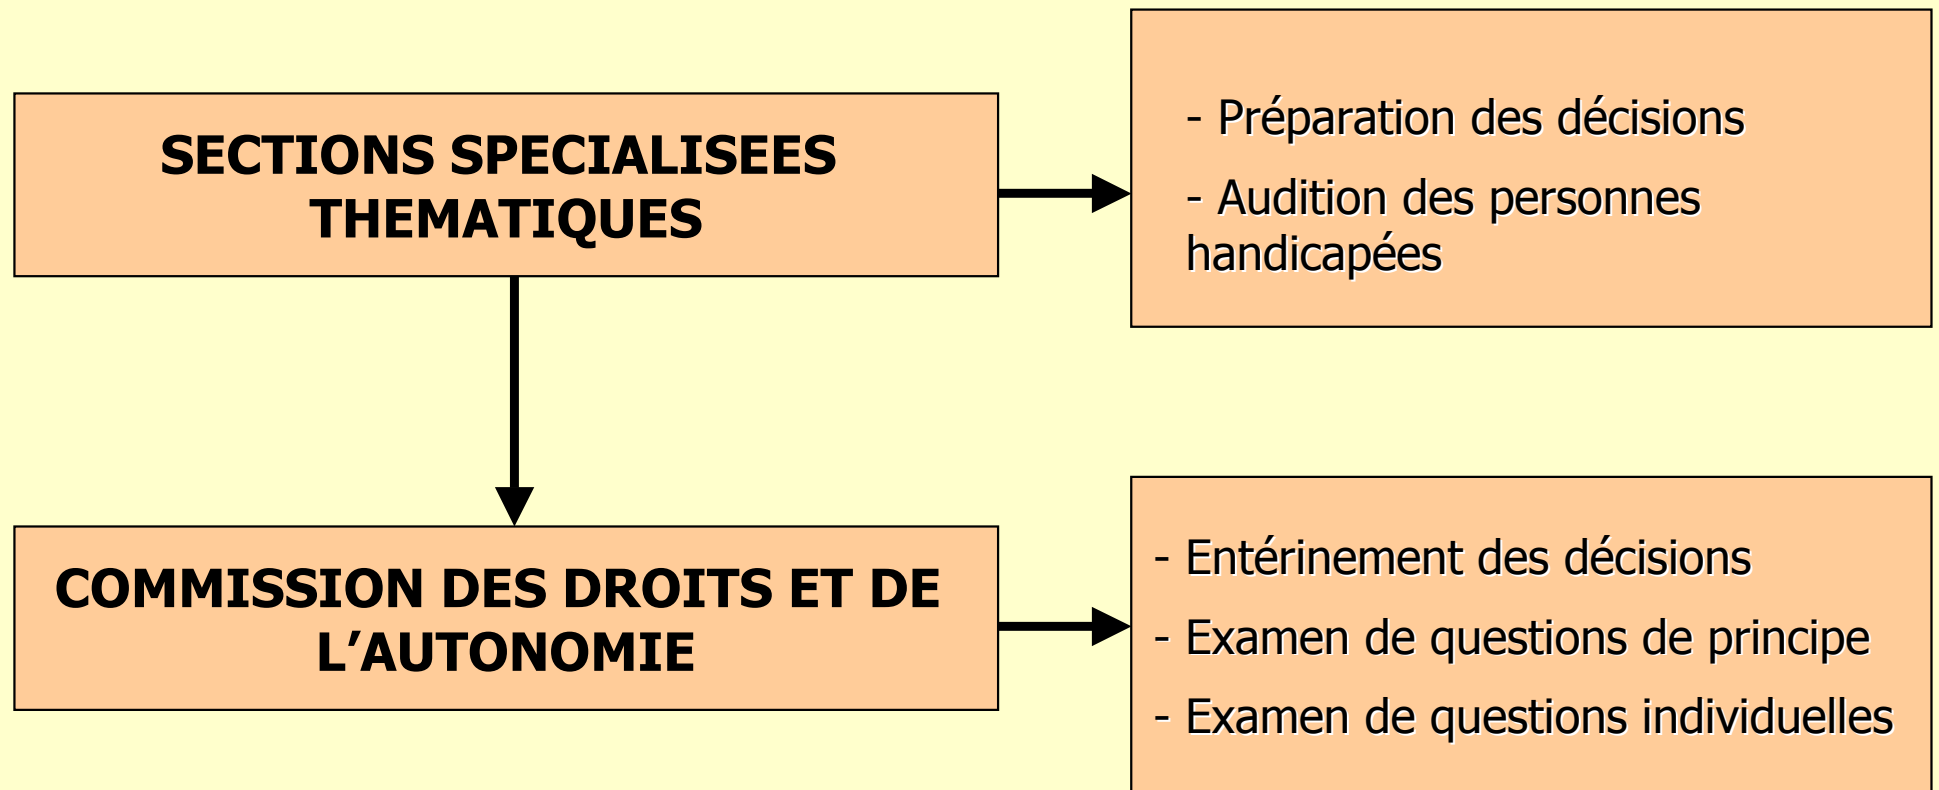 SECTIONS SPECIALISEES
THEMATIQUES
- Préparation des décisions
- Audition des personnes
handicapées
COMMISSION DES DROITS ET DE
L’AUTONOMIE
- Entérinement des décisions
- Examen de questions de principe
- Examen de questions individuelles